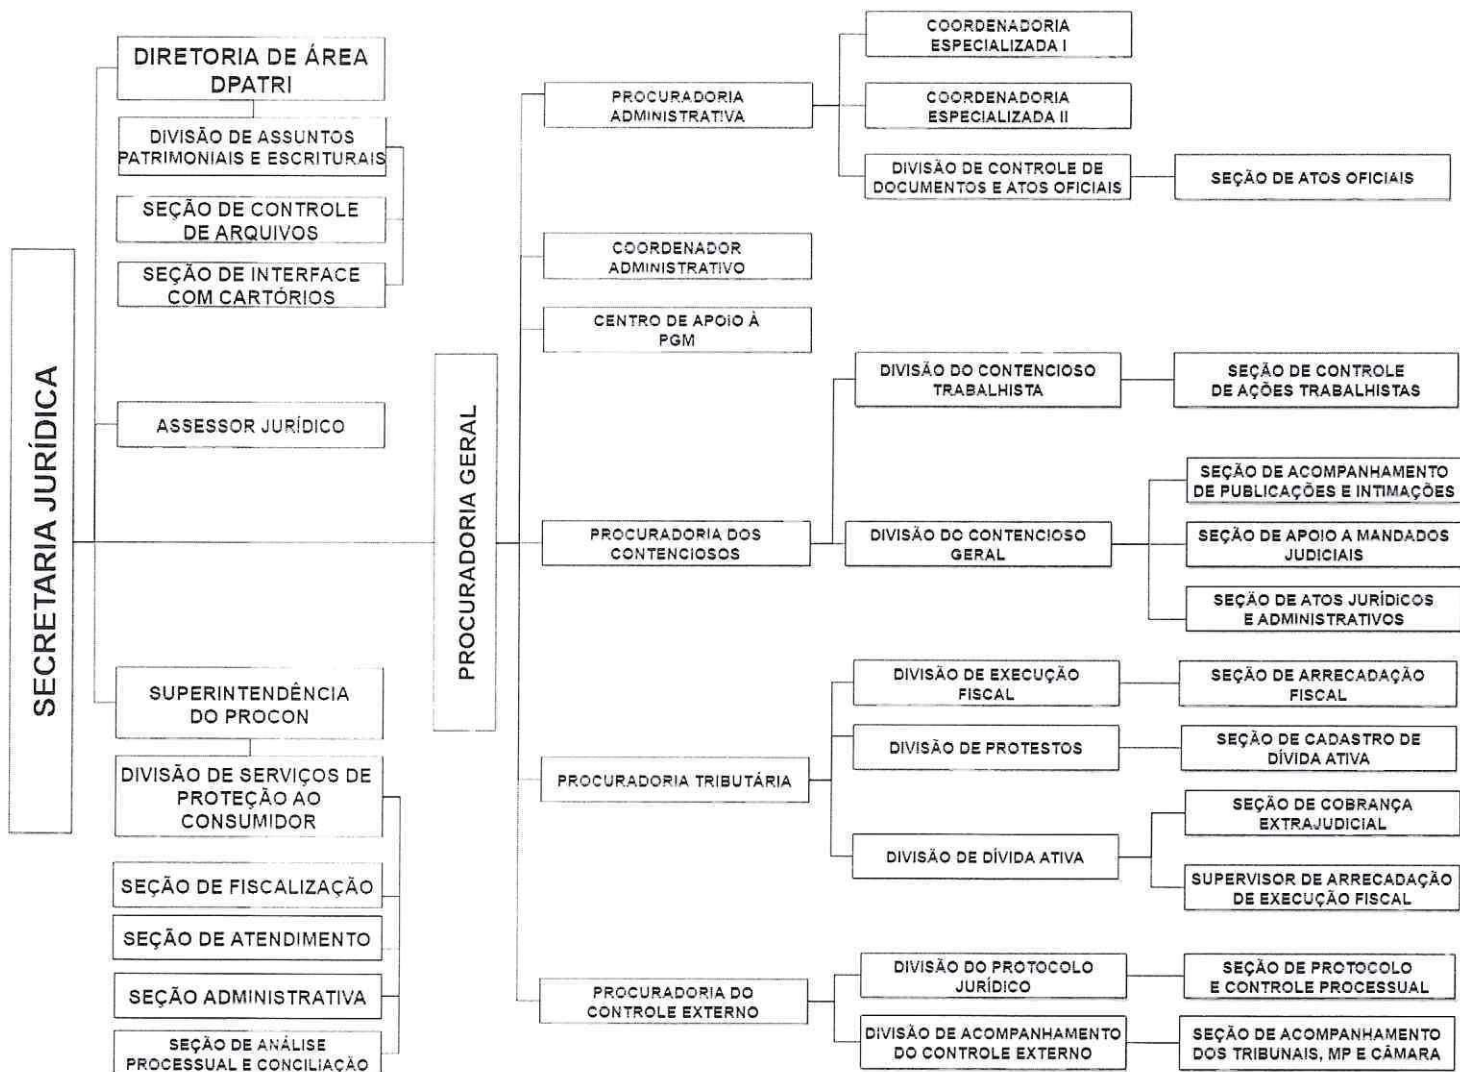 SECRETARIA JURÍDICA
DIRETORIA DE ÁREA
DPATRI
DIVISÃO DE ASSUNTOS
PATRIMONIAIS E ESCRITURAIS
SEÇÃO DE CONTROLE
DE ARQUIVOS
SEÇÃO DE INTERFACE
COM CARTÓRIOS
ASSESSOR JURÍDICO
SUPERINTENDÊNCIA
DO PROCON
DIVISÃO DE SERVIÇOS DE
PROTEÇÃO AO
CONSUMIDOR
SEÇÃO DE FISCALIZAÇÃO
SEÇÃO DE ATENDIMENTO
SEÇÃO ADMINISTRATIVA
SEÇÃO DE ANÁLISE
PROCESSUAL E CONCILIAÇÃO
PROCURADORIA GERAL
PROCURADORIA
ADMINISTRATIVA
COORDENADORIA
ESPECIALIZADA I
COORDENADORIA
ESPECIALIZADA II
DIVISÃO DE CONTROLE DE
DOCUMENTOS E ATOS OFICIAIS
SEÇÃO DE ATOS OFICIAIS
COORDENADOR
ADMINISTRATIVO
CENTRO DE APOIO À
PGM
PROCURADORIA DOS
CONTENCIOSOS
DIVISÃO DO CONTENCIOSO
TRABALHISTA
SEÇÃO DE CONTROLE
DE AÇÕES TRABALHISTAS
DIVISÃO DO CONTENCIOSO
GERAL
SEÇÃO DE ACOMPANHAMENTO
DE PUBLICAÇÕES E INTIMAÇÕES
SEÇÃO DE APOIO A MANDADOS
JUDICIAIS
SEÇÃO DE ATOS JURÍDICOS
E ADMINISTRATIVOS
PROCURADORIA TRIBUTÁRIA
DIVISÃO DE EXECUÇÃO
FISCAL
SEÇÃO DE ARRECADAÇÃO
FISCAL
DIVISÃO DE PROTESTOS
SEÇÃO DE CADASTRO DE
DÍVIDA ATIVA
DIVISÃO DE DÍVIDA ATIVA
SEÇÃO DE COBRANÇA
EXTRAJUDICIAL
SUPERVISOR DE ARRECADAÇÃO
DE EXECUÇÃO FISCAL
PROCURADORIA DO
CONTROLE EXTERNO
DIVISÃO DO PROTOCOLO
JURÍDICO
SEÇÃO DE PROTOCOLO
E CONTROLE PROCESSUAL
DIVISÃO DE ACOMPANHAMENTO
DO CONTROLE EXTERNO
SEÇÃO DE ACOMPANHAMENTO
DOS TRIBUNAIS, MP E CÂMARA